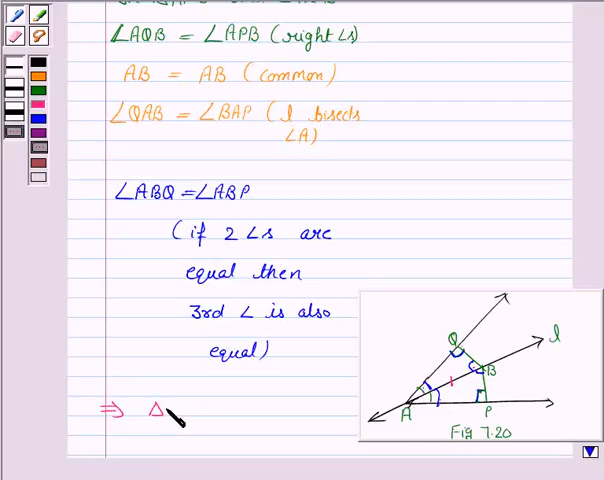 ∠AQB = ∠APB (right ∠s)
AB = AB (common)
∠QAB = ∠BAP (l bisects
∠A)
∠ABQ = ∠ABP
(if 2 ∠s are
equal then
3rd ∠ is also
equal)
⇒ Δ
Q
l
B
A
P
Fig 7.20